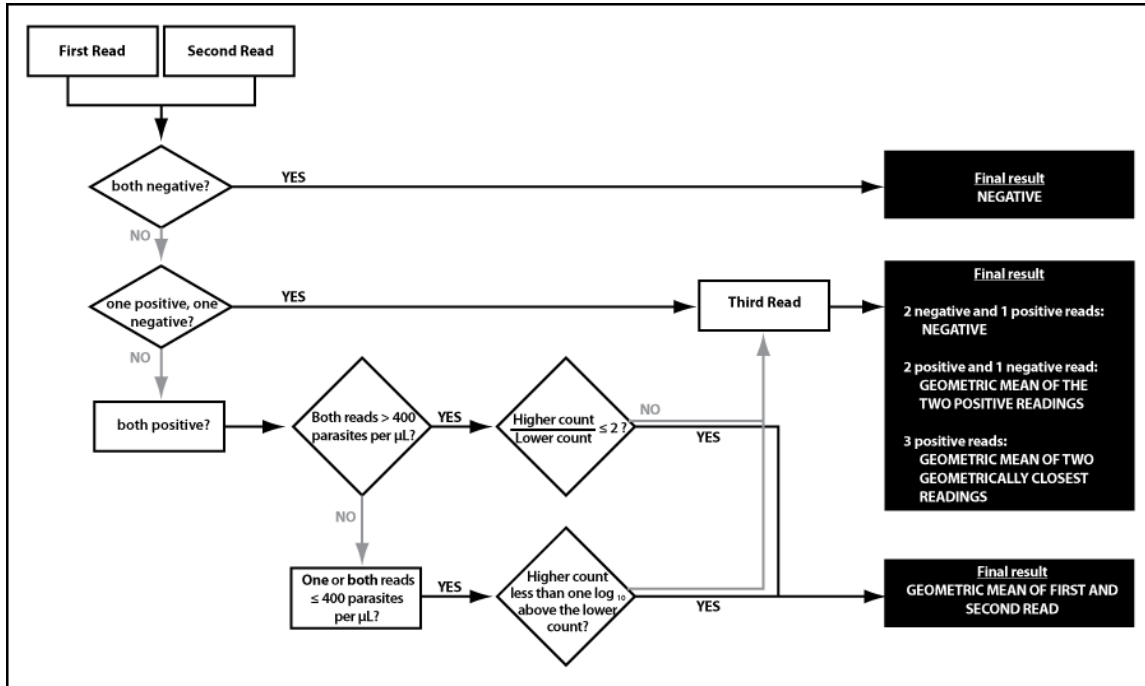 First Read
Second Read
both negative?
YES
Final result
NEGATIVE
NO
one positive, one
negative?
YES
Third Read
Final result
2 negative and 1 positive reads:
NEGATIVE
2 positive and 1 negative read:
GEOMETRIC MEAN OF THE
TWO POSITIVE READINGS
3 positive reads:
GEOMETRIC MEAN OF TWO
GEOMETRICALLY CLOSEST
READINGS
NO
both positive?
Both reads > 400
parasites per µL?
YES
Higher count
Lower count
≤ 2 ?
NO
YES
NO
One or both reads
≤ 400 parasites
per µL?
YES
Higher count
less than one log 10
above the lower
count?
YES
Final result
GEOMETRIC MEAN OF FIRST AND
SECOND READ